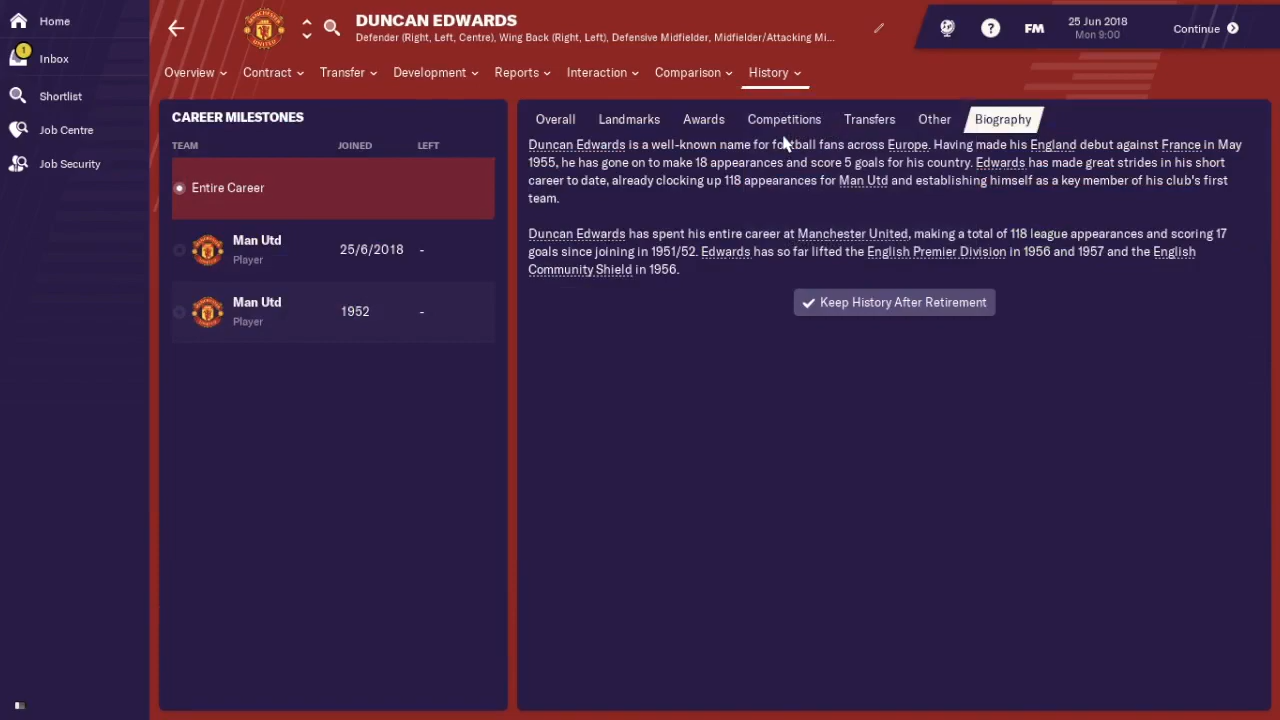 Home
1
Inbox
Shortlist
Job Centre
Job Security
DUNCAN EDWARDS
Defender (Right, Left, Centre), Wing Back (Right, Left), Defensive Midfielder, Midfielder/Attacking Mi...
FM
25 Jun 2018
Mon 9:00
Continue
Overview
Contract
Transfer
Development
Reports
Interaction
Comparison
History
CAREER MILESTONES
TEAM JOINED LEFT
Entire Career
Man Utd
Player
25/6/2018 -
Man Utd
Player
1952 -
Overall Landmarks Awards Competitions Transfers Other Biography
Duncan Edwards is a well-known name for football fans across Europe. Having made his England debut against France in May
1955, he has gone on to make 18 appearances and score 5 goals for his country. Edwards has made great strides in his short
career to date, already clocking up 118 appearances for Man Utd and establishing himself as a key member of his club's first
team.
Duncan Edwards has spent his entire career at Manchester United, making a total of 118 league appearances and scoring 17
goals since joining in 1951/52. Edwards has so far lifted the English Premier Division in 1956 and 1957 and the English
Community Shield in 1956.
Keep History After Retirement